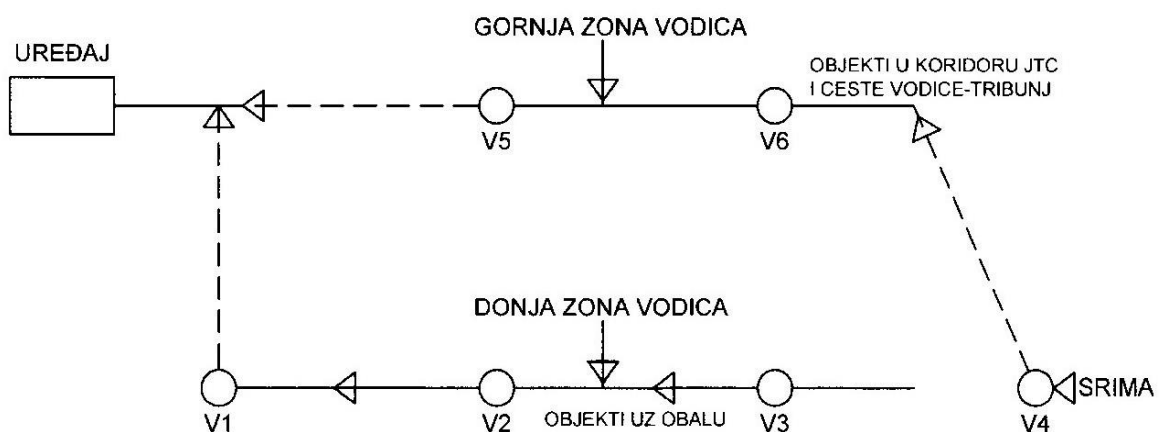 GORNJA ZONA VODICA
UREĐAJ
OBJEKTI U KORIDORU JTC
I CESTE VODICE-TRIBUNJ
V5
V6
DONJA ZONA VODICA
SRIMA
V1
V2
OBJEKTI UZ OBALU
V3
V4